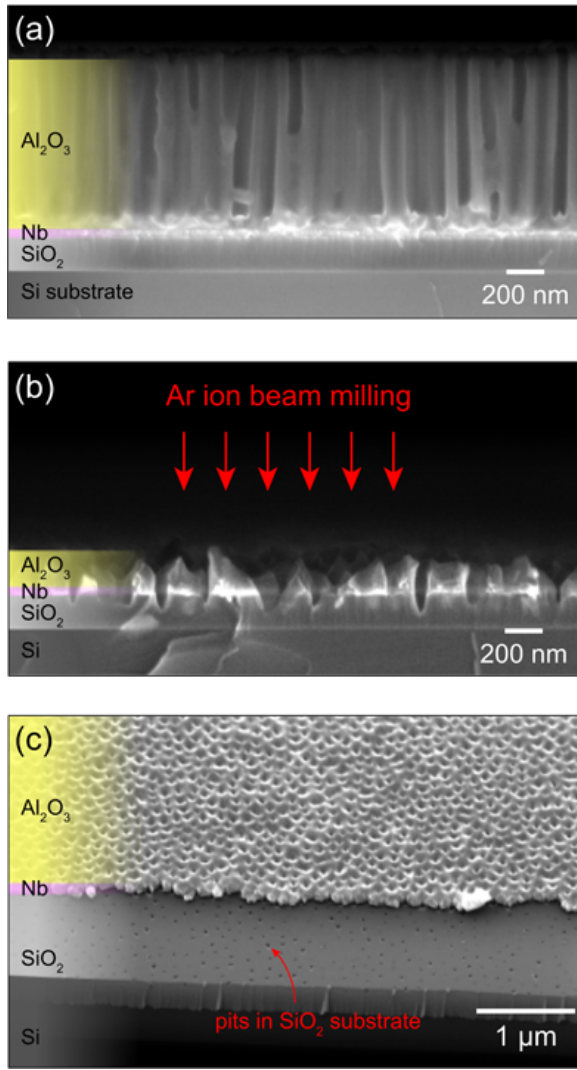 (a)
Al₂O₃
Nb
SiO₂
Si substrate
200 nm
(b)
Ar ion beam milling
Al₂O₃
Nb
SiO₂
Si
200 nm
(c)
Al₂O₃
Nb
SiO₂
pits in SiO₂ substrate
Si
1 µm